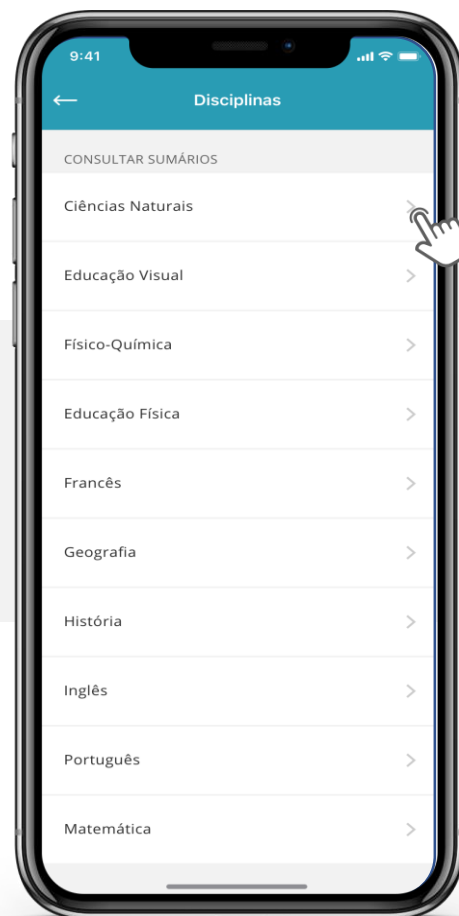 9:41
Disciplinas
CONSULTAR SUMÁRIOS
Ciências Naturais
Educação Visual
Físico-Química
Educação Física
Francês
Geografia
História
Inglês
Português
Matemática